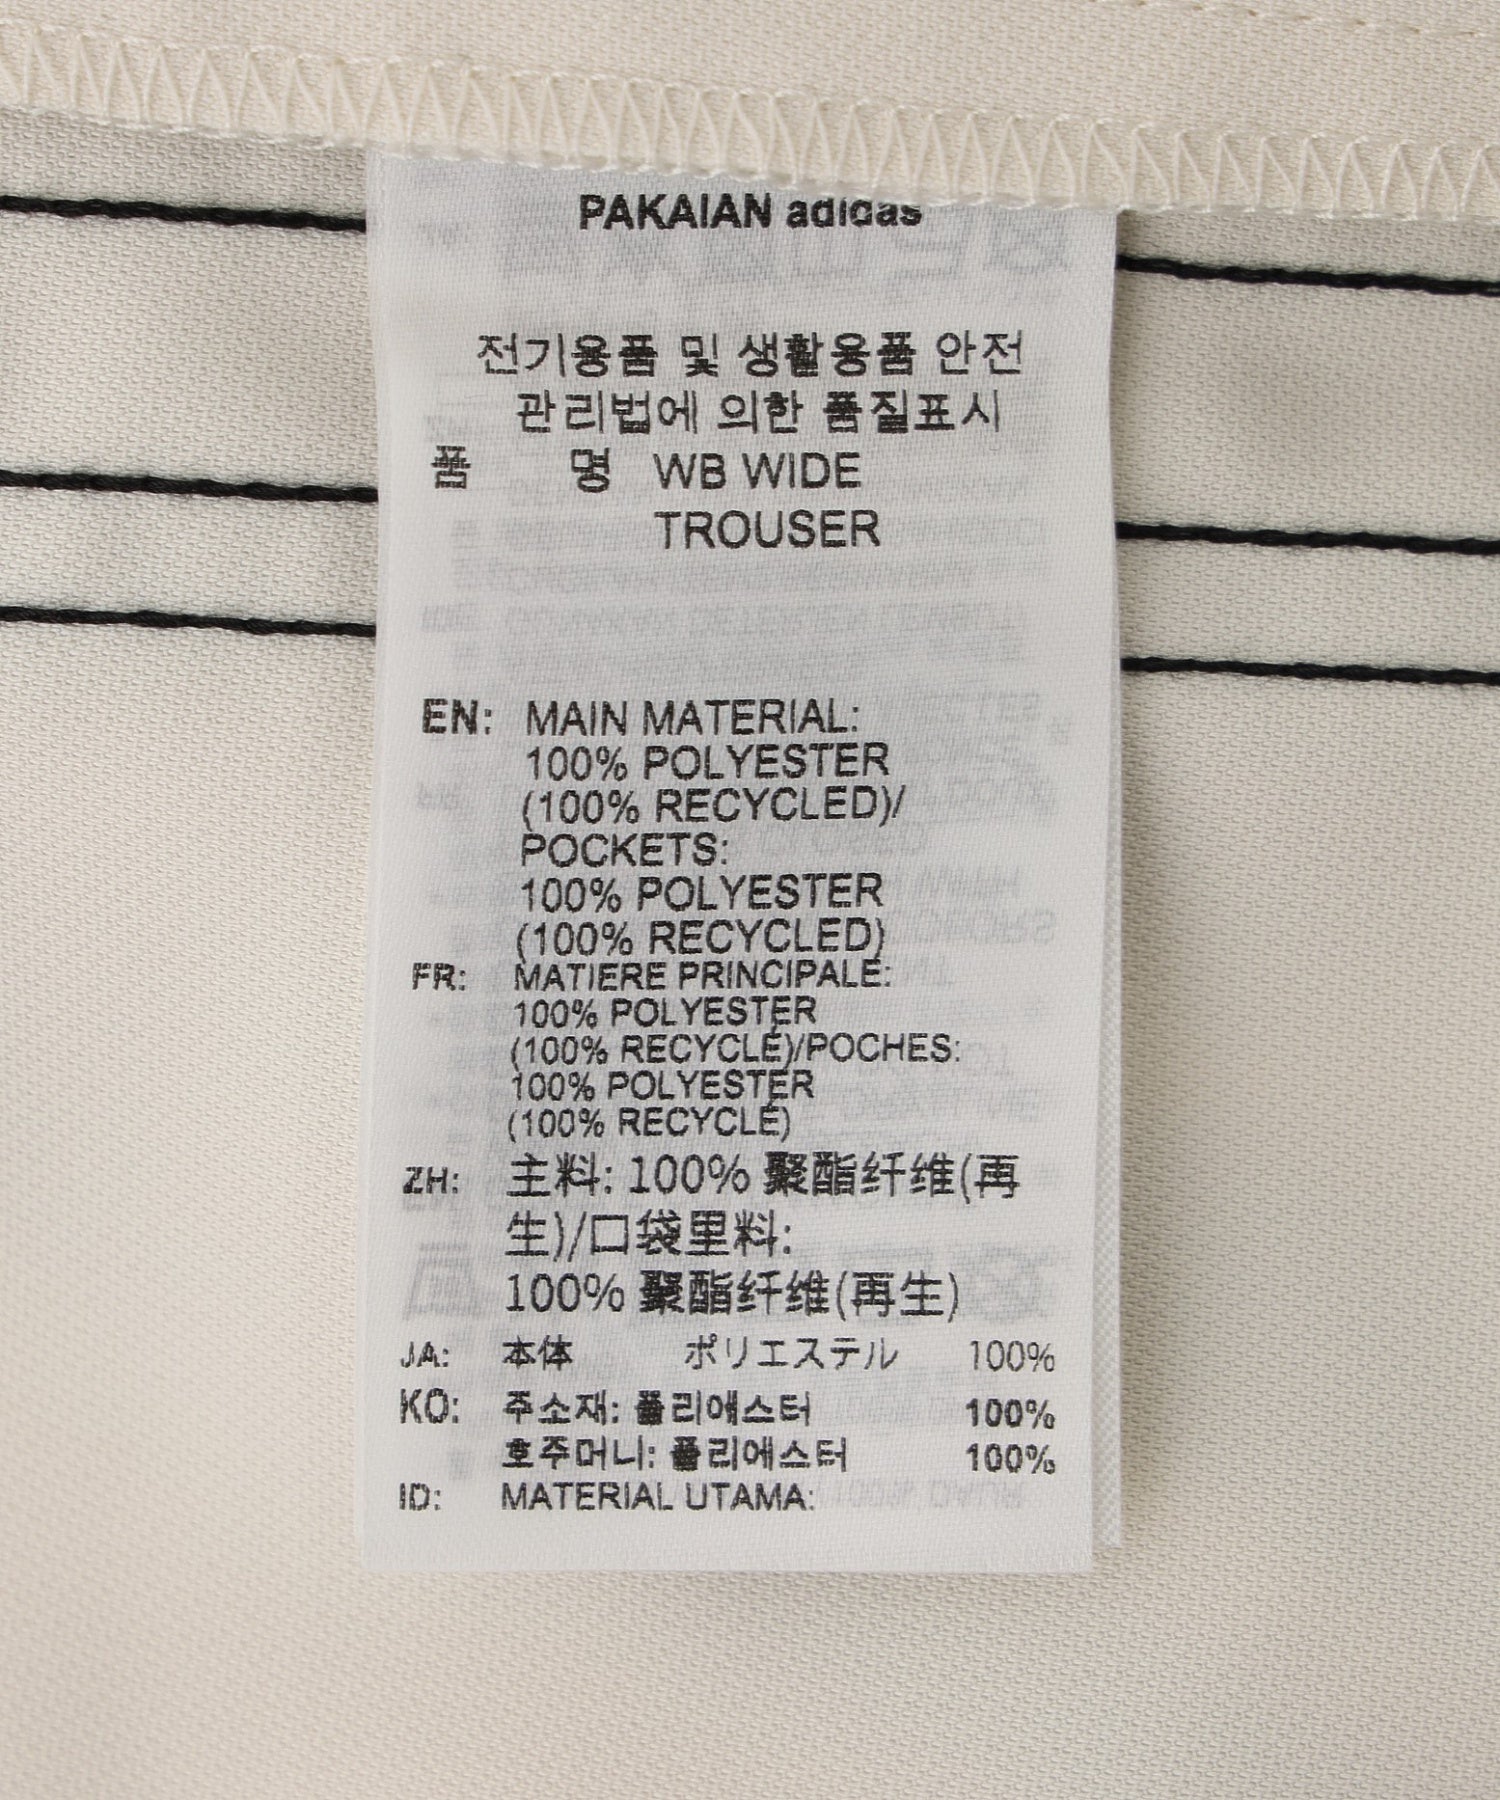 PAKAIAN adidas
전기용품 및 생활용품 안전
관리법에 의한 품질표시
품 명 WB WIDE
TROUSER
EN: MAIN MATERIAL:
100% POLYESTER
(100% RECYCLED)/
POCKETS:
100% POLYESTER
(100% RECYCLED)
FR: MATIERE PRINCIPALE:
100% POLYESTER
(100% RECYCLÉ)/POCHES:
100% POLYESTER
(100% RECYCLÉ)
ZH: 主料: 100% 聚酯纤维(再
生)/口袋里料:
100% 聚酯纤维(再生)
JA: 本体 ポリエステル 100%
KO: 주소재: 폴리에스터 100%
호주머니: 폴리에스터 100%
ID: MATERIAL UTAMA: